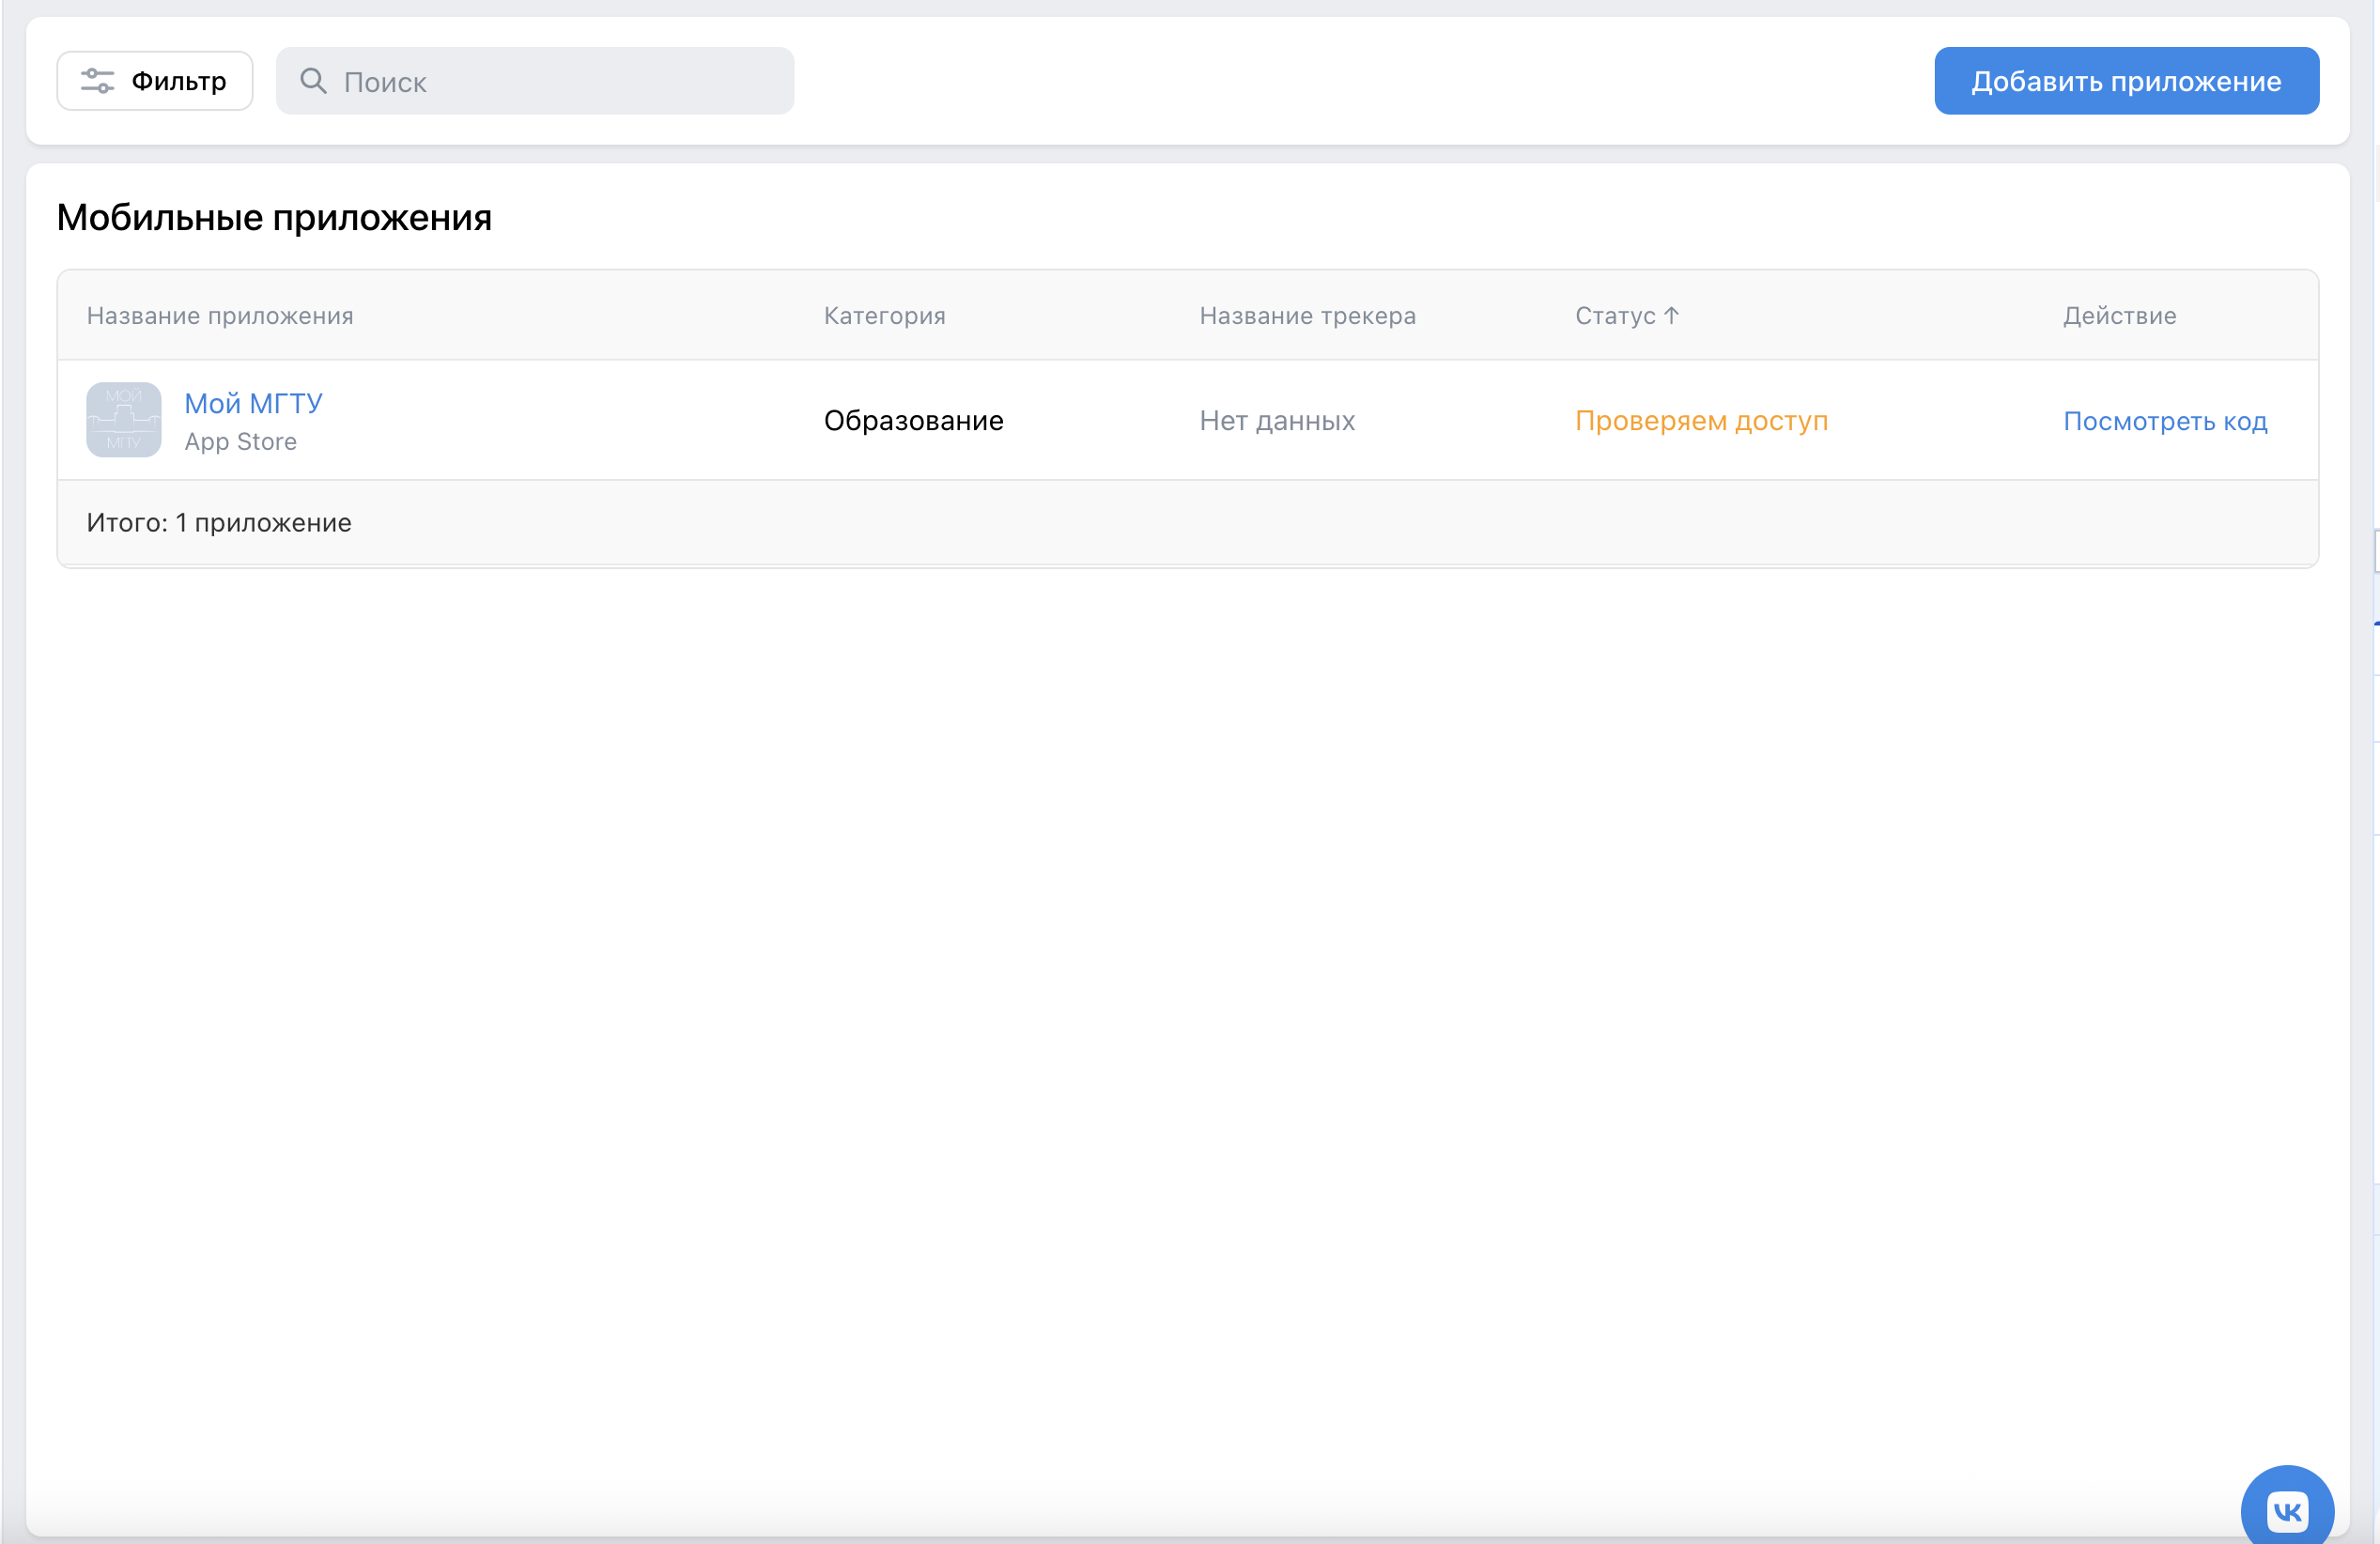 Фильтр
Поиск
Добавить приложение
Мобильные приложения
Название приложения
Категория
Название трекера
Статус ↑
Действие
МОЙ
МГТУ
Мой МГТУ
App Store
Образование
Нет данных
Проверяем доступ
Посмотреть код
Итого: 1 приложение
VK